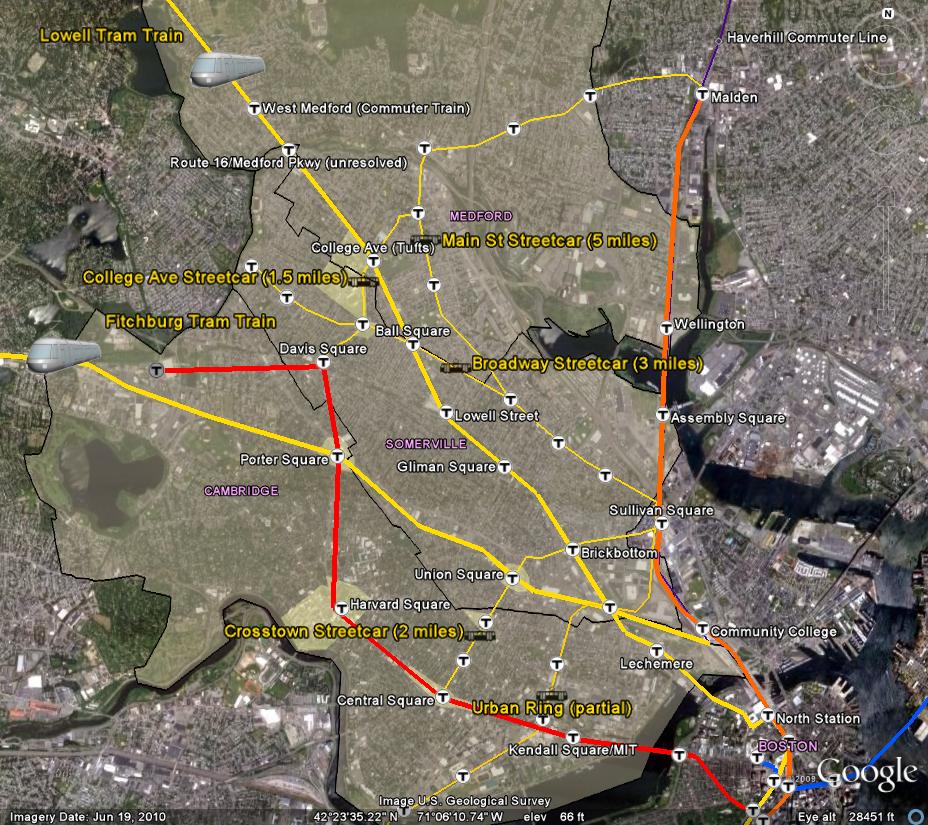 N
Lowell Tram Train
Haverhill Commuter Line
Malden
West Medford (Commuter Train)
Route 16/Medford Pkwy (unresolved)
MEDFORD
College Ave (Tufts)
Main St Streetcar (5 miles)
College Ave Streetcar (1.5 miles)
Fitchburg Tram Train
Wellington
Ball Square
Davis Square
Broadway Streetcar (3 miles)
Lowell Street
Assembly Square
SOMERVILLE
Porter Square
Gilman Square
CAMBRIDGE
Sullivan Square
Brickbottom
Union Square
Harvard Square
Crosstown Streetcar (2 miles)
Community College
Lechemere
Central Square
Urban Ring (partial)
North Station
Kendall Square/MIT
BOSTON
©2009 Google
Image U.S. Geological Survey
Imagery Date: Jun 19, 2010 42°23'35.22" N 71°06'10.74" W elev 66 ft Eye alt 28451 ft